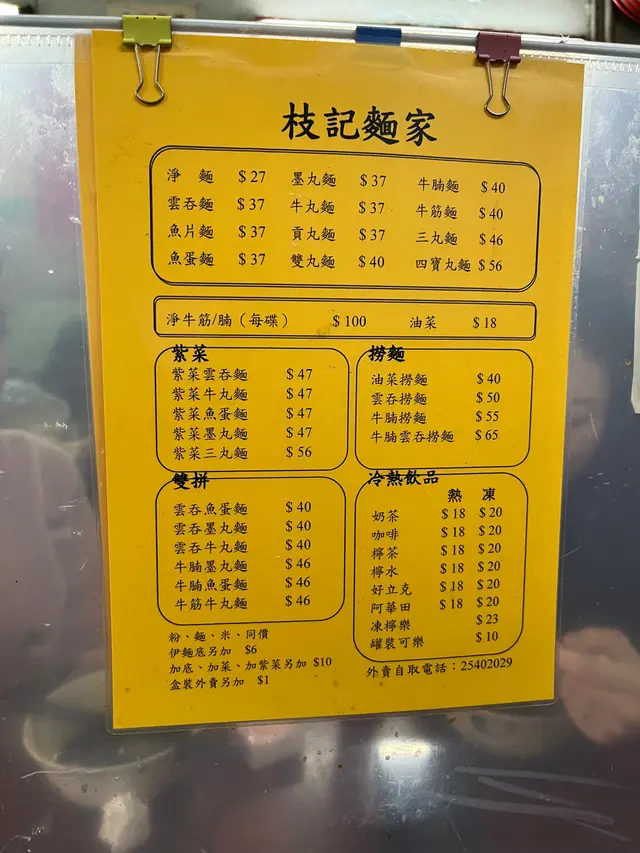 枝記麵家
淨 麵 $27 墨丸麵 $37 牛腩麵 $40
雲吞麵 $37 牛丸麵 $37 牛筋麵 $40
魚片麵 $37 貢丸麵 $37 三丸麵 $46
魚蛋麵 $37 雙丸麵 $40 四寶丸麵 $56
淨牛筋/腩（每碟） $100 油菜 $18
紫菜
紫菜雲吞麵 $47
紫菜牛丸麵 $47
紫菜魚蛋麵 $47
紫菜墨丸麵 $47
紫菜三丸麵 $56
撈麵
油菜撈麵 $40
雲吞撈麵 $50
牛腩撈麵 $55
牛腩雲吞撈麵 $65
雙拼
雲吞魚蛋麵 $40
雲吞墨丸麵 $40
雲吞牛丸麵 $40
牛腩墨丸麵 $46
牛腩魚蛋麵 $46
牛筋牛丸麵 $46
冷熱飲品
熱 凍
奶茶 $18 $20
咖啡 $18 $20
檸茶 $18 $20
檸水 $18 $20
好立克 $18 $20
阿華田 $18 $20
凍檸樂 $23
罐裝可樂 $10
粉、麵、米、同價
伊麵底另加 $6
加底、加菜、加紫菜另加 $10
盒裝外賣另加 $1
外賣自取電話：25402029